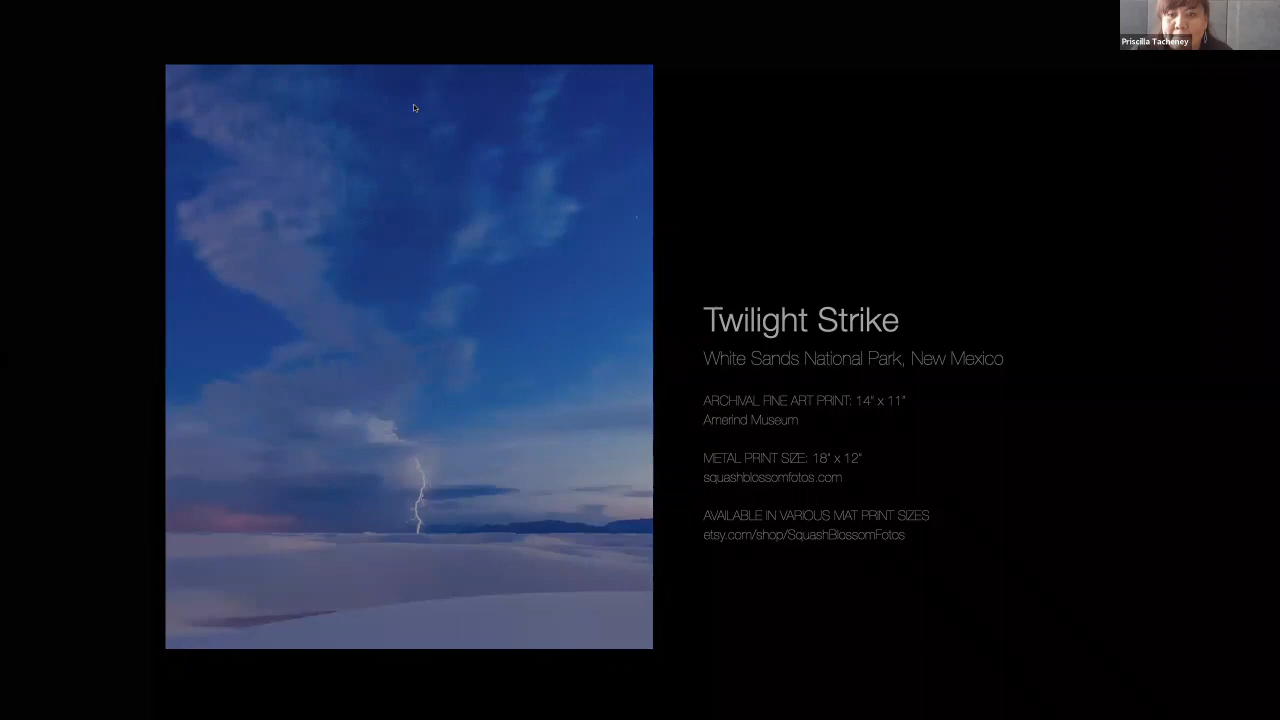 Priscilla Tacheney
Twilight Strike
White Sands National Park, New Mexico
ARCHIVAL FINE ART PRINT: 14" x 11"
Amerind Museum
METAL PRINT SIZE: 18" x 12"
squashblossomfotos.com
AVAILABLE IN VARIOUS MAT PRINT SIZES
etsy.com/shop/SquashBlossomFotos